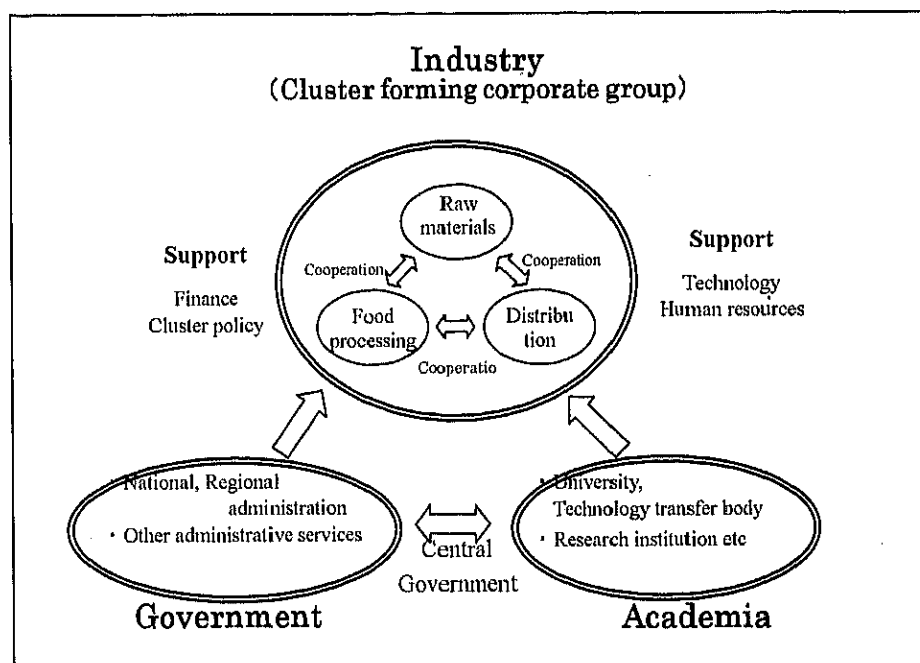 Industry
(Cluster forming corporate group)
Raw
materials
Support
Finance
Cluster policy
Cooperation
Cooperation
Support
Technology
Human resources
Food
processing
Distribu
tion
Cooperatio
· National, Regional
administration
· Other administrative services
Central
Government
· University,
Technology transfer body
· Research institution etc
Government
Academia